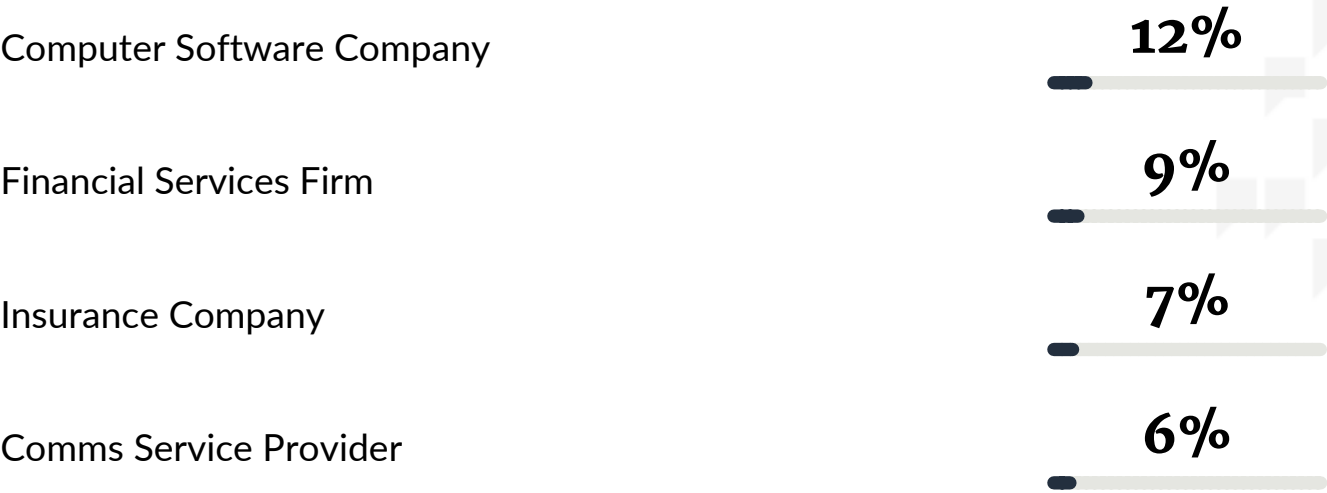 Computer Software Company 12%
Financial Services Firm 9%
Insurance Company 7%
Comms Service Provider 6%